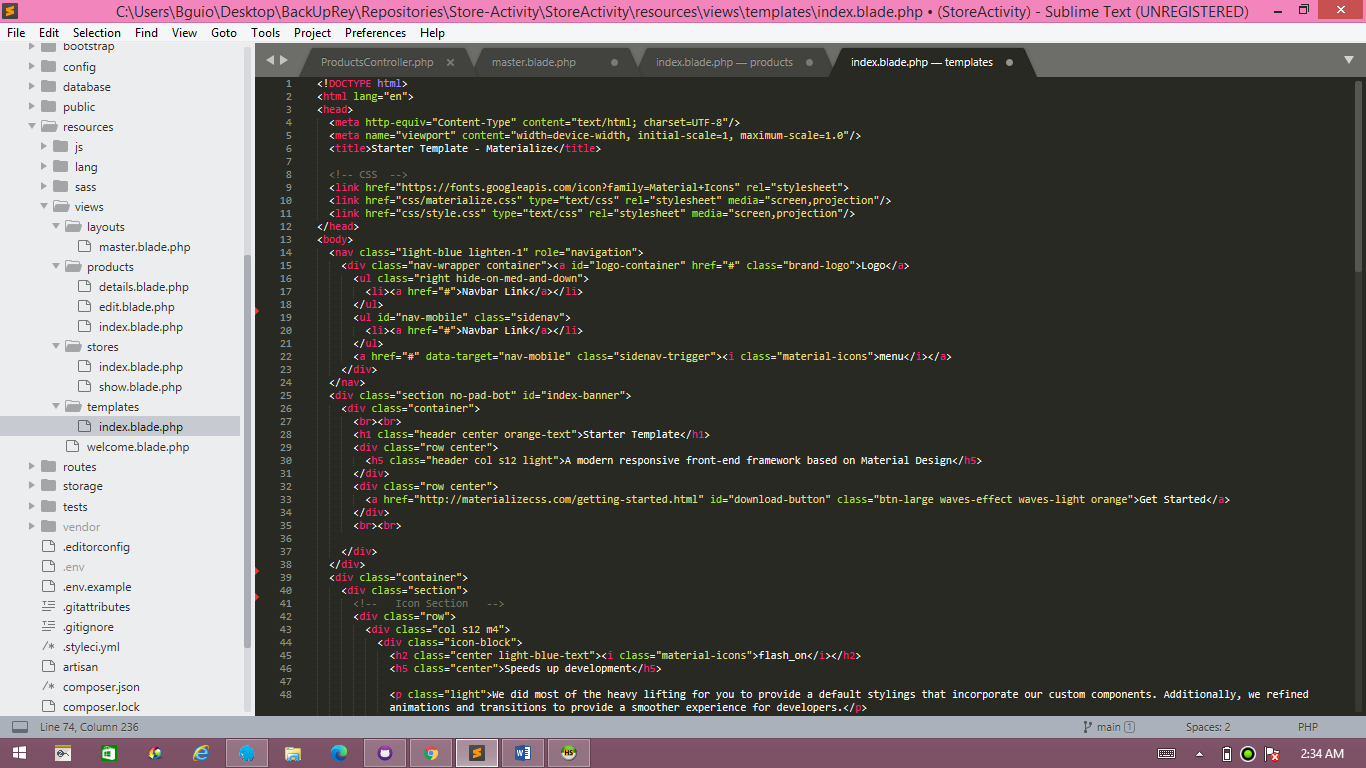 C:\Users\Bguio\Desktop\BackUpRey\Repositories\Store-Activity\StoreActivity\resources\views\templates\index.blade.php • (StoreActivity) - Sublime Text (UNREGISTERED)
File Edit Selection Find View Goto Tools Project Preferences Help
bootstrap
config
database
public
resources
js
lang
sass
views
layouts
master.blade.php
products
details.blade.php
edit.blade.php
index.blade.php
stores
index.blade.php
show.blade.php
templates
index.blade.php
welcome.blade.php
routes
storage
tests
vendor
.editorconfig
.env
.env.example
.gitattributes
.gitignore
.styleci.yml
artisan
composer.json
composer.lock
ProductsController.php master.blade.php index.blade.php — products index.blade.php — templates
1 <!DOCTYPE html>
2 <html lang="en">
3 <head>
4 <meta http-equiv="Content-Type" content="text/html; charset=UTF-8"/>
5 <meta name="viewport" content="width=device-width, initial-scale=1, maximum-scale=1.0"/>
6 <title>Starter Template - Materialize</title>
7
8 <!-- CSS  -->
9 <link href="https://fonts.googleapis.com/icon?family=Material+Icons" rel="stylesheet">
10 <link href="css/materialize.css" type="text/css" rel="stylesheet" media="screen,projection"/>
11 <link href="css/style.css" type="text/css" rel="stylesheet" media="screen,projection"/>
12 </head>
13 <body>
14 <nav class="light-blue lighten-1" role="navigation">
15 <div class="nav-wrapper container"><a id="logo-container" href="#" class="brand-logo">Logo</a>
16 <ul class="right hide-on-med-and-down">
17 <li><a href="#">Navbar Link</a></li>
18 </ul>
19 <ul id="nav-mobile" class="sidenav">
20 <li><a href="#">Navbar Link</a></li>
21 </ul>
22 <a href="#" data-target="nav-mobile" class="sidenav-trigger"><i class="material-icons">menu</i></a>
23 </div>
24 </nav>
25 <div class="section no-pad-bot" id="index-banner">
26 <div class="container">
27 <br><br>
28 <h1 class="header center orange-text">Starter Template</h1>
29 <div class="row center">
30 <h5 class="header col s12 light">A modern responsive front-end framework based on Material Design</h5>
31 </div>
32 <div class="row center">
33 <a href="http://materializecss.com/getting-started.html" id="download-button" class="btn-large waves-effect waves-light orange">Get Started</a>
34 </div>
35 <br><br>
36
37 </div>
38 </div>
39 <div class="container">
40 <div class="section">
41 <!--   Icon Section   -->
42 <div class="row">
43 <div class="col s12 m4">
44 <div class="icon-block">
45 <h2 class="center light-blue-text"><i class="material-icons">flash_on</i></h2>
46 <h5 class="center">Speeds up development</h5>
47
48 <p class="light">We did most of the heavy lifting for you to provide a default stylings that incorporate our custom components. Additionally, we refined
animations and transitions to provide a smoother experience for developers.</p>
Line 74, Column 236 main 1 Spaces: 2 PHP
2:34 AM